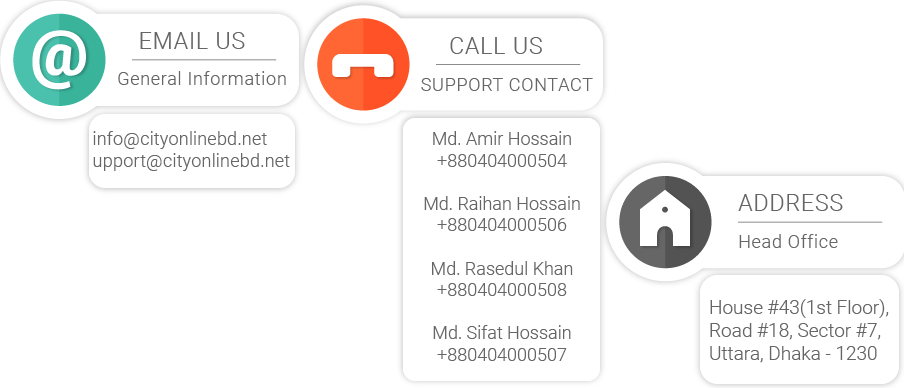 @
EMAIL US
General Information
info@cityonlinebd.net
upport@cityonlinebd.net
CALL US
SUPPORT CONTACT
Md. Amir Hossain
+880404000504
Md. Raihan Hossain
+880404000506
Md. Rasedul Khan
+880404000508
Md. Sifat Hossain
+880404000507
ADDRESS
Head Office
House #43(1st Floor),
Road #18, Sector #7,
Uttara, Dhaka - 1230